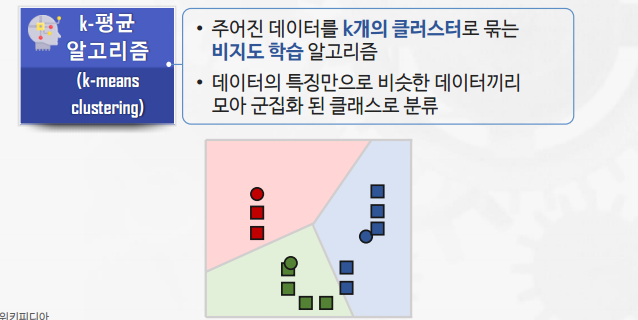 k-평균
알고리즘
(k-means
clustering)
• 주어진 데이터를 k개의 클러스터로 묶는
비지도 학습 알고리즘
• 데이터의 특징만으로 비슷한 데이터끼리
모아 군집화 된 클래스로 분류
위키피디아